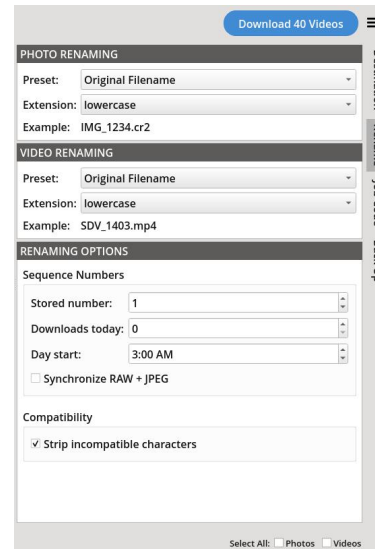 Download 40 Videos
PHOTO RENAMING
Preset: Original Filename
Extension: lowercase
Example: IMG_1234.cr2
VIDEO RENAMING
Preset: Original Filename
Extension: lowercase
Example: SDV_1403.mp4
RENAMING OPTIONS
Sequence Numbers
Stored number: 1
Downloads today: 0
Day start: 3:00 AM
Synchronize RAW + JPEG
Compatibility
Strip incompatible characters
Select All: Photos Videos